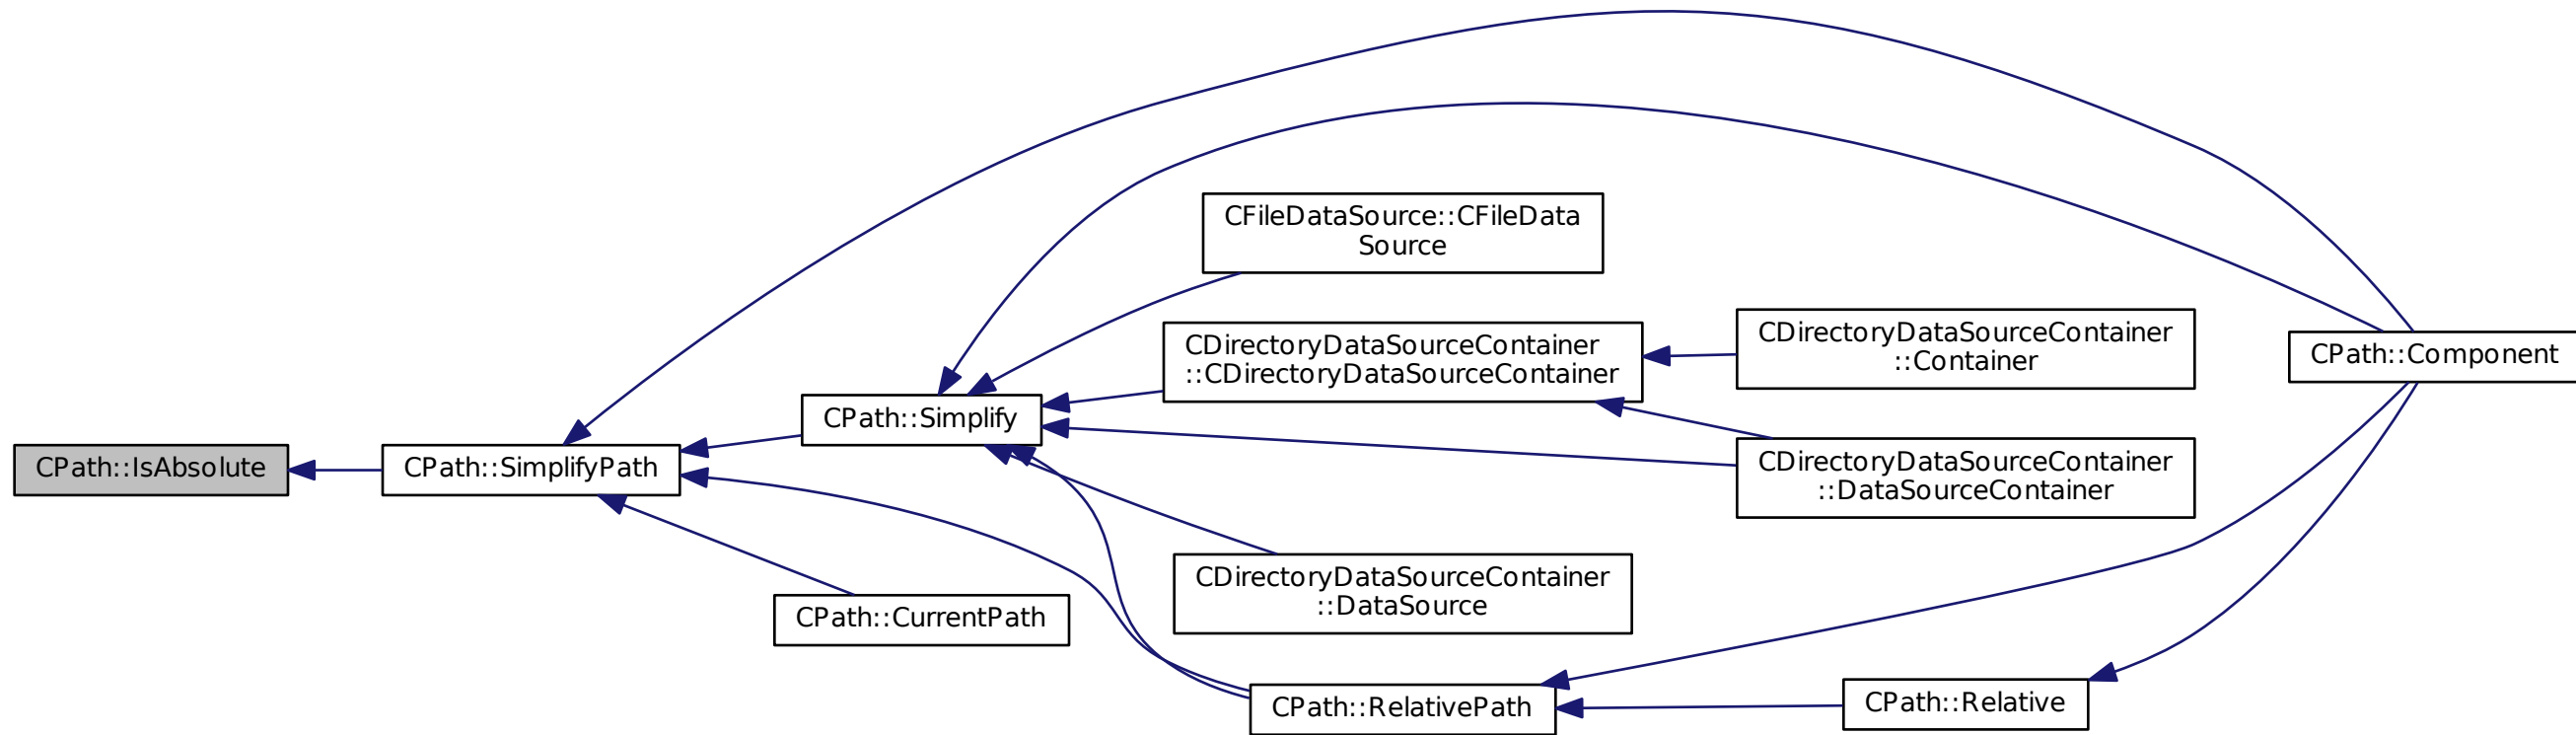 CPath::IsAbsolute
CPath::SimplifyPath
CPath::Simplify
CPath::CurrentPath
CFileDataSource::CFileData
Source
CDirectoryDataSourceContainer
::CDirectoryDataSourceContainer
CDirectoryDataSourceContainer
::DataSource
CPath::RelativePath
CDirectoryDataSourceContainer
::Container
CDirectoryDataSourceContainer
::DataSourceContainer
CPath::Relative
CPath::Component